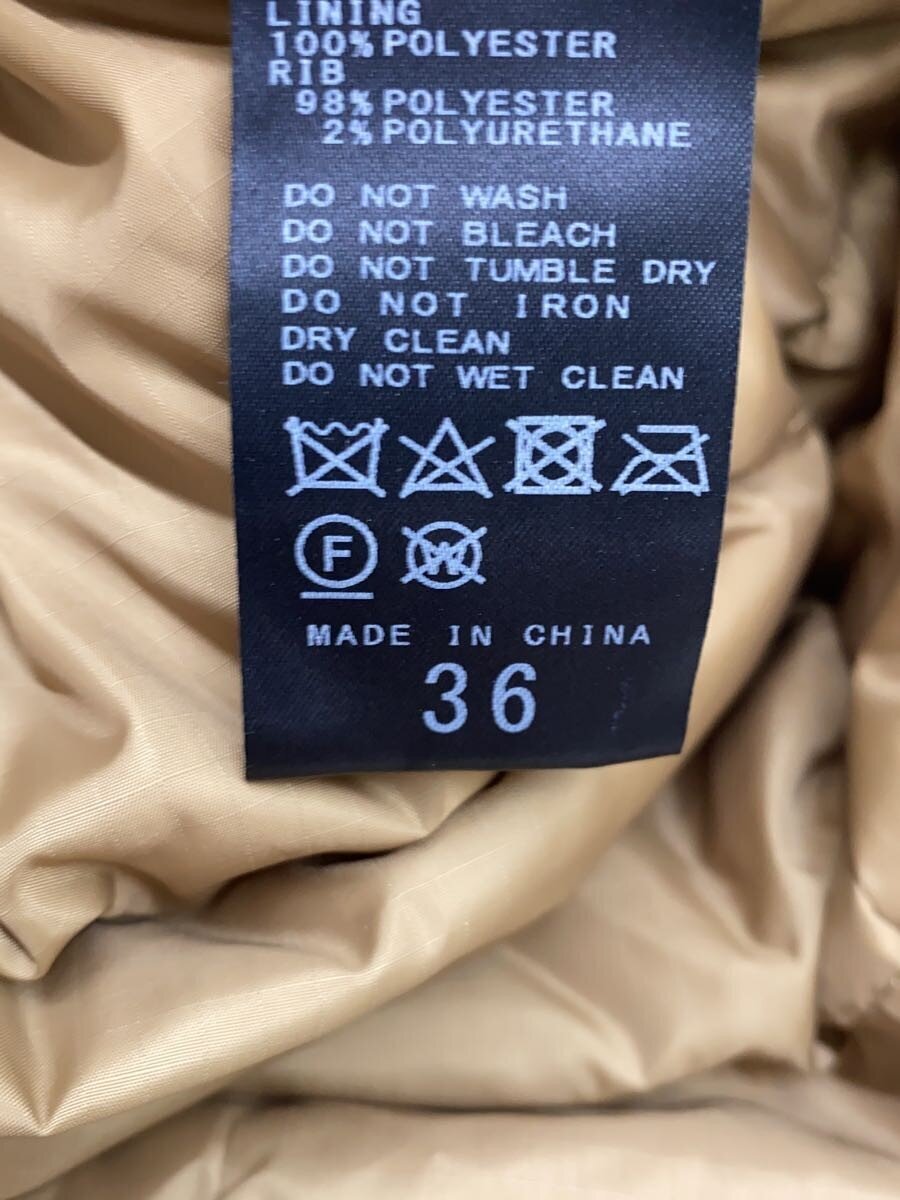 LINING
100% POLYESTER
RIB
98% POLYESTER
2% POLYURETHANE
DO NOT WASH
DO NOT BLEACH
DO NOT TUMBLE DRY
DO NOT IRON
DRY CLEAN
DO NOT WET CLEAN
F W
MADE IN CHINA
36